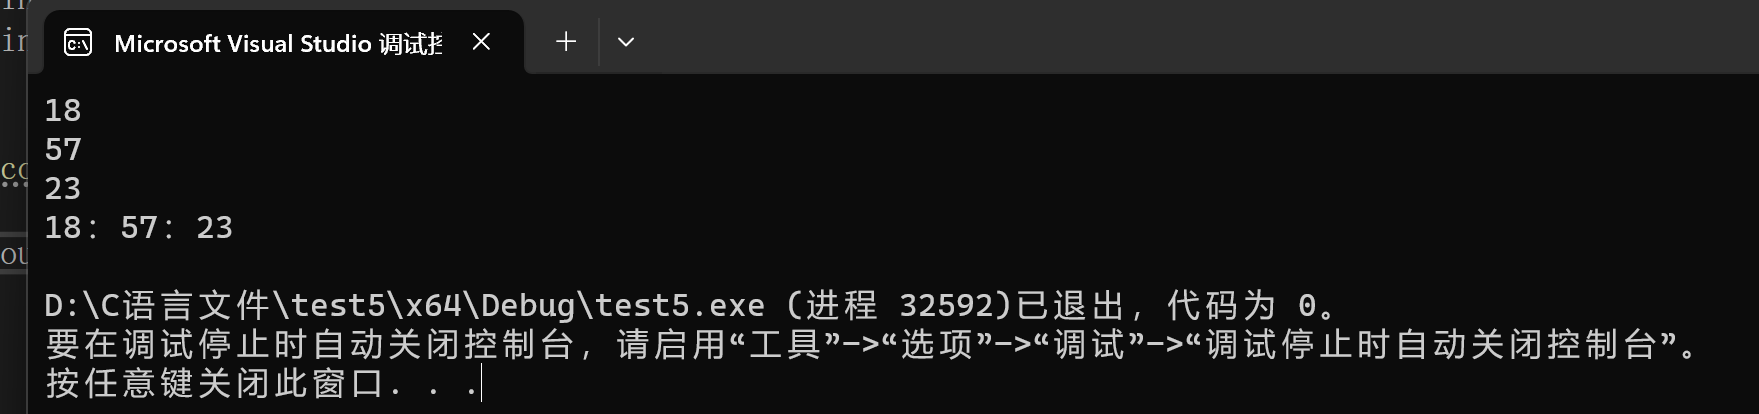 Microsoft Visual Studio 调试
18
57
23
18: 57: 23
D:\C语言文件\test5\x64\Debug\test5.exe (进程 32592)已退出，代码为 0。
要在调试停止时自动关闭控制台，请启用“工具”->“选项”->“调试”->“调试停止时自动关闭控制台”。
按任意键关闭此窗口. . .